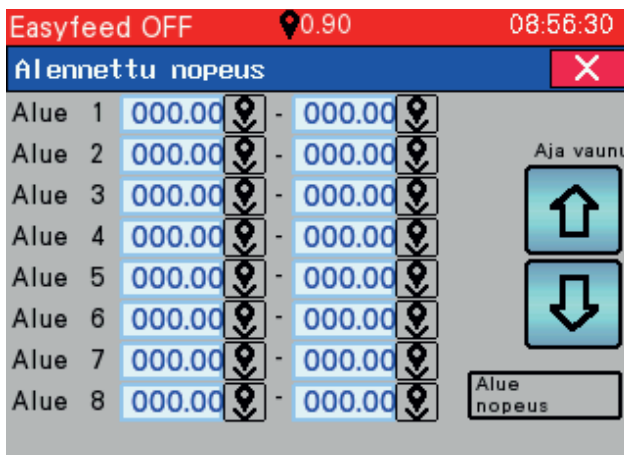 Easyfeed OFF 0.90 08:56:30
Alennettu nopeus X
Alue 1 000.00 - 000.00
Alue 2 000.00 - 000.00
Aja vaunu
Alue 3 000.00 - 000.00
Alue 4 000.00 - 000.00
Alue 5 000.00 - 000.00
Alue 6 000.00 - 000.00
Alue 7 000.00 - 000.00
Alue 8 000.00 - 000.00
Alue
nopeus